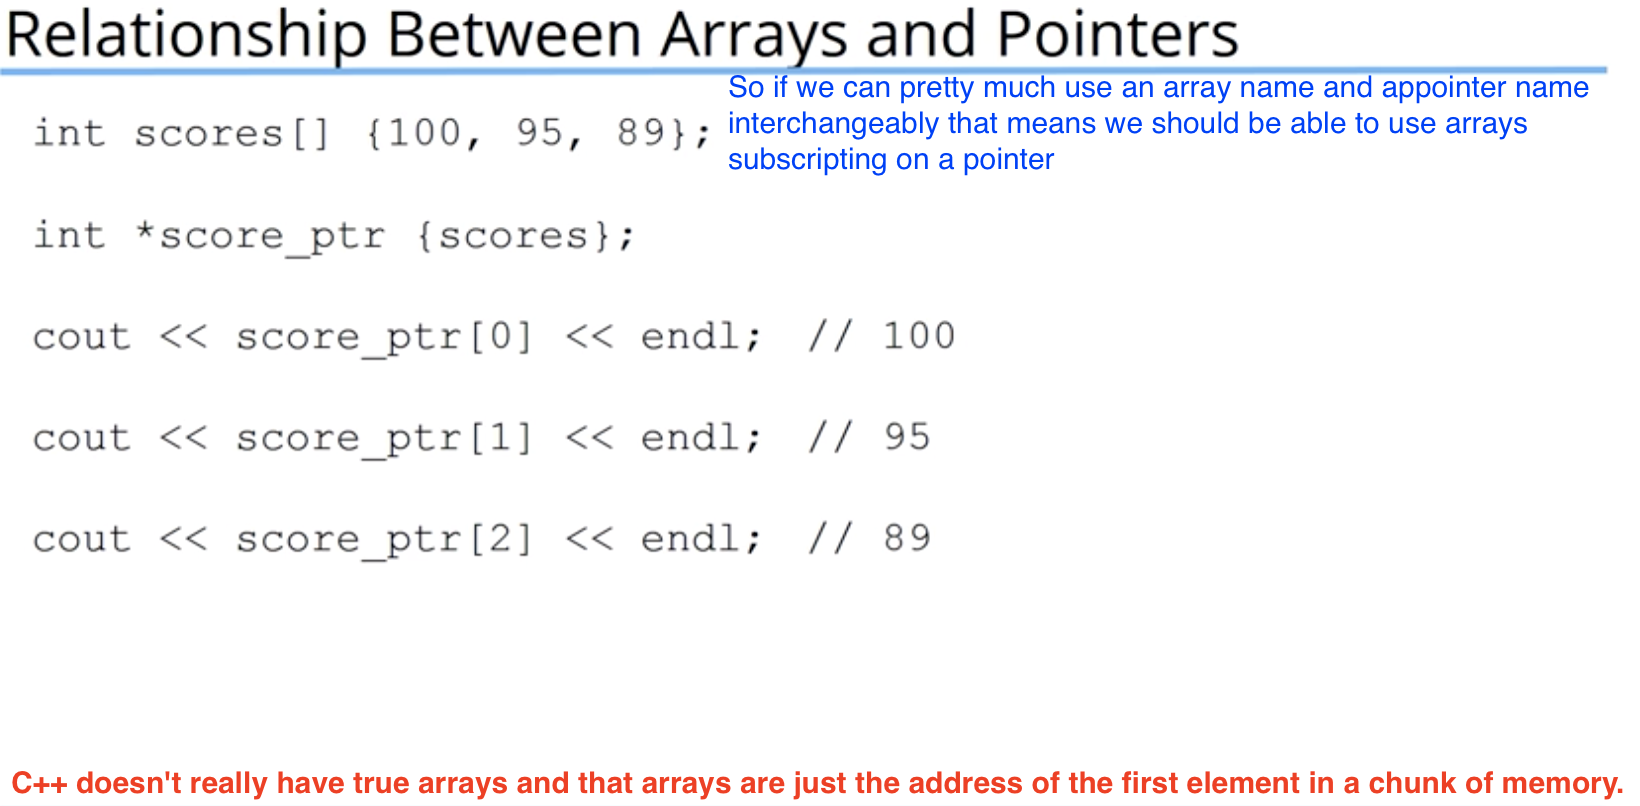 Relationship Between Arrays and Pointers
So if we can pretty much use an array name and appointer name
interchangeably that means we should be able to use arrays
subscripting on a pointer
int scores[] {100, 95, 89};
int *score_ptr {scores};
cout << score_ptr[0] << endl; // 100
cout << score_ptr[1] << endl; // 95
cout << score_ptr[2] << endl; // 89
C++ doesn't really have true arrays and that arrays are just the address of the first element in a chunk of memory.